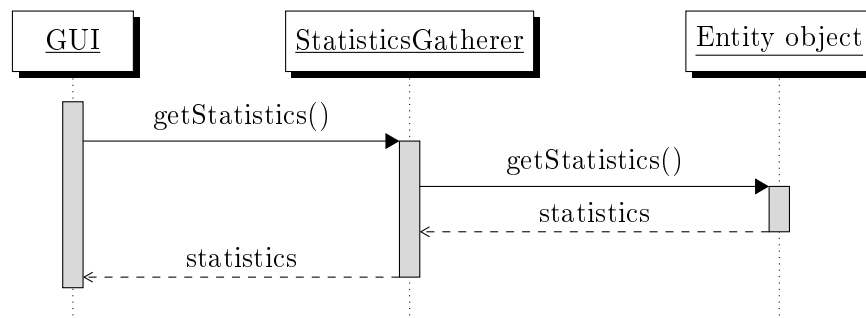 GUI
StatisticsGatherer
Entity object
getStatistics()
getStatistics()
statistics
statistics